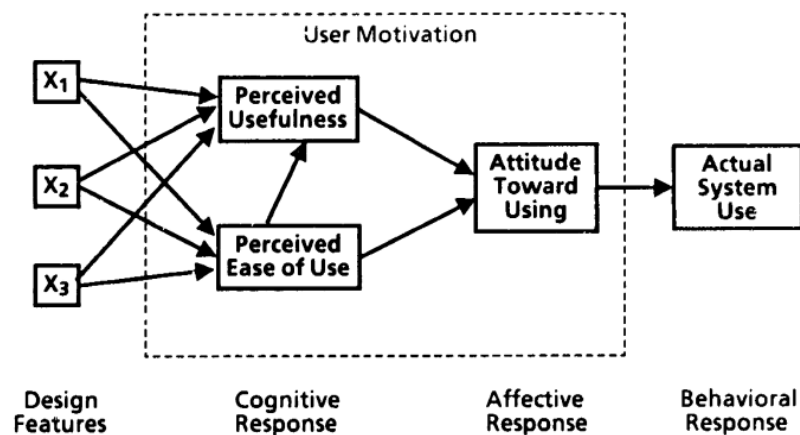 User Motivation
X1
Perceived
Usefulness
X2
Attitude
Toward
Using
Actual
System
Use
Perceived
Ease of Use
X3
Design
Features
Cognitive
Response
Affective
Response
Behavioral
Response